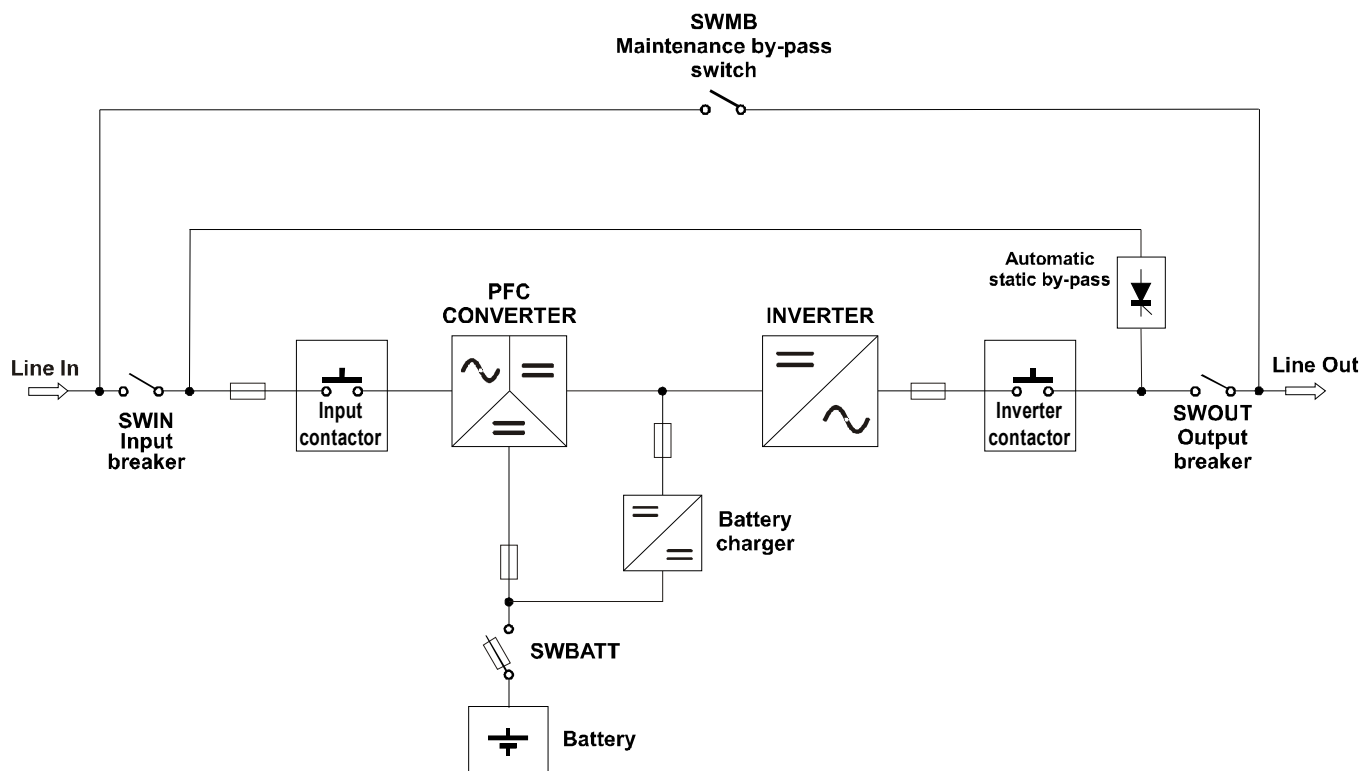 SWMB
Maintenance by-pass
switch
Automatic
static by-pass
PFC
CONVERTER
INVERTER
Line In
Line Out
SWIN
Input
breaker
Input
contactor
Inverter
contactor
SWOUT
Output
breaker
Battery
charger
SWBATT
Battery